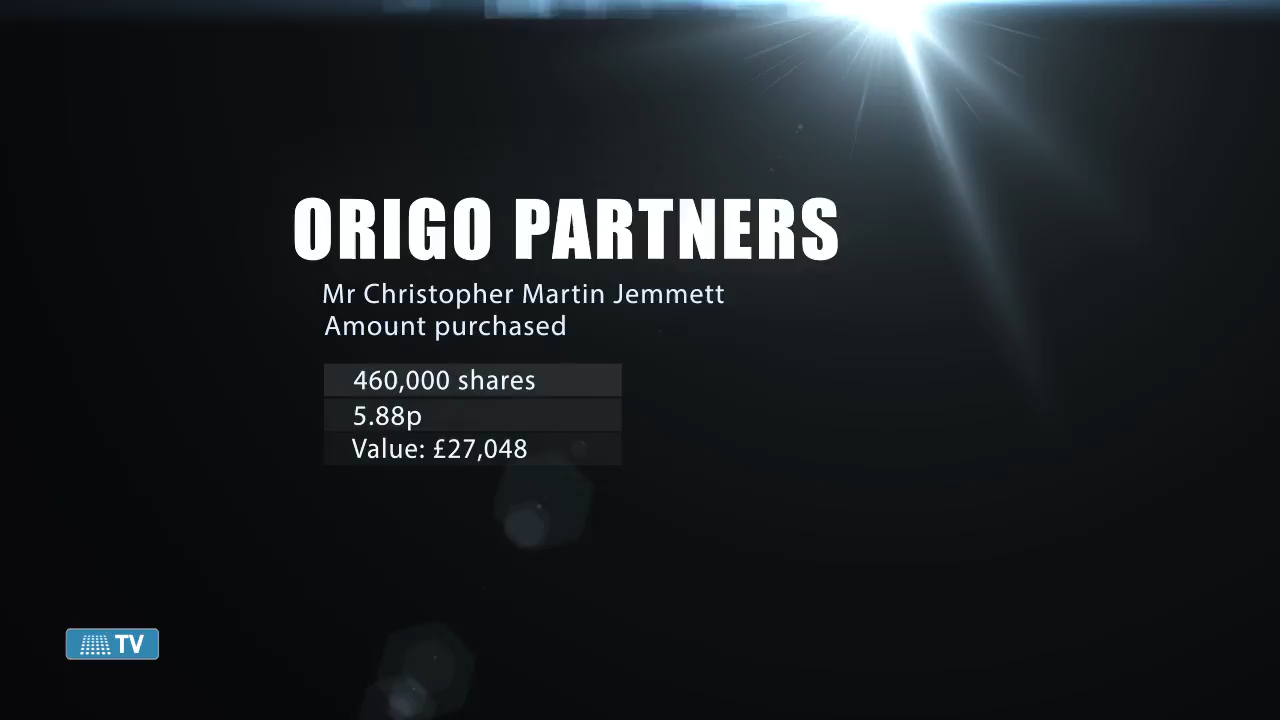 ORIGO PARTNERS
Mr Christopher Martin Jemmett
Amount purchased
460,000 shares
5.88p
Value: £27,048
TV